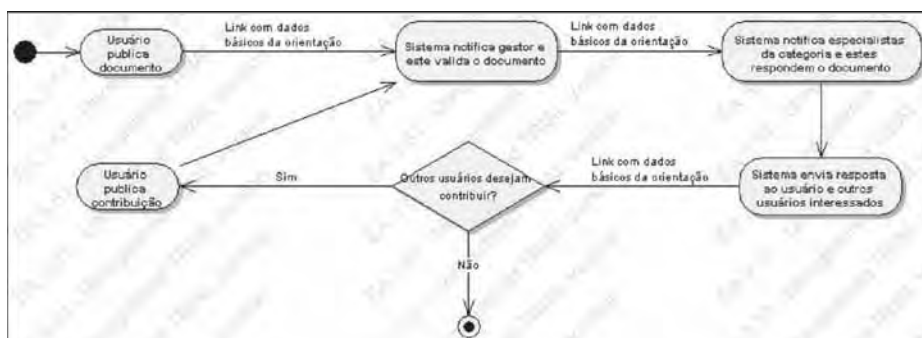 Usuário
publica
documento
Link com dados
básicos da orientação
Sistema notifica gestor e
este valida o documento
Link com dados
básicos da orientação
Sistema notifica especialistas
da categoria e estes
respondem o documento
Sistema envia resposta
ao usuário e outros
usuários interessados
Link com dados
básicos da orientação
Outros usuários desejam
contribuir?
Sim
Usuário
publica
contribuição
Não